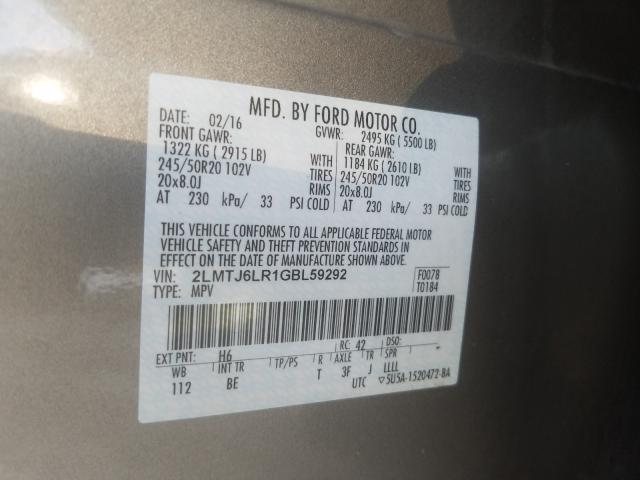 MFD. BY FORD MOTOR CO.
DATE: 02/16 GVWR: 2495 KG ( 5500 LB)
FRONT GAWR: REAR GAWR:
1322 KG ( 2915 LB) WITH 1184 KG ( 2610 LB) WITH
245/50R20 102V TIRES 245/50R20 102V TIRES
20x8.0J RIMS 20x8.0J RIMS
AT 230 kPa/ 33 PSI COLD AT 230 kPa/ 33 PSI COLD
THIS VEHICLE CONFORMS TO ALL APPLICABLE FEDERAL MOTOR
VEHICLE SAFETY AND THEFT PREVENTION STANDARDS IN
EFFECT ON THE DATE OF MANUFACTURE SHOWN ABOVE.
VIN: 2LMTJ6LR1GBL59292 F0078
TYPE: MPV T0184
EXT PNT: H6 RC: 42 DSO:
WB INT TR TP/PS R AXLE TR SPR
112 BE T 3F J LLLL
UTC ▽5U5A-1520472-BA